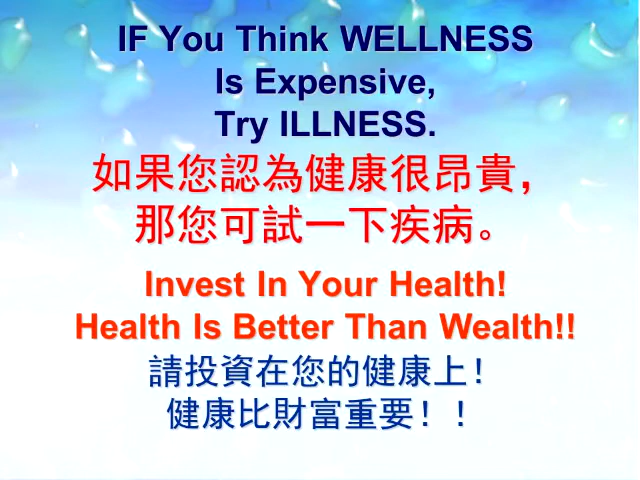 IF You Think WELLNESS
Is Expensive,
Try ILLNESS.
如果您認為健康很昂貴，
那您可試一下疾病。
Invest In Your Health!
Health Is Better Than Wealth!!
請投資在您的健康上！
健康比財富重要！！